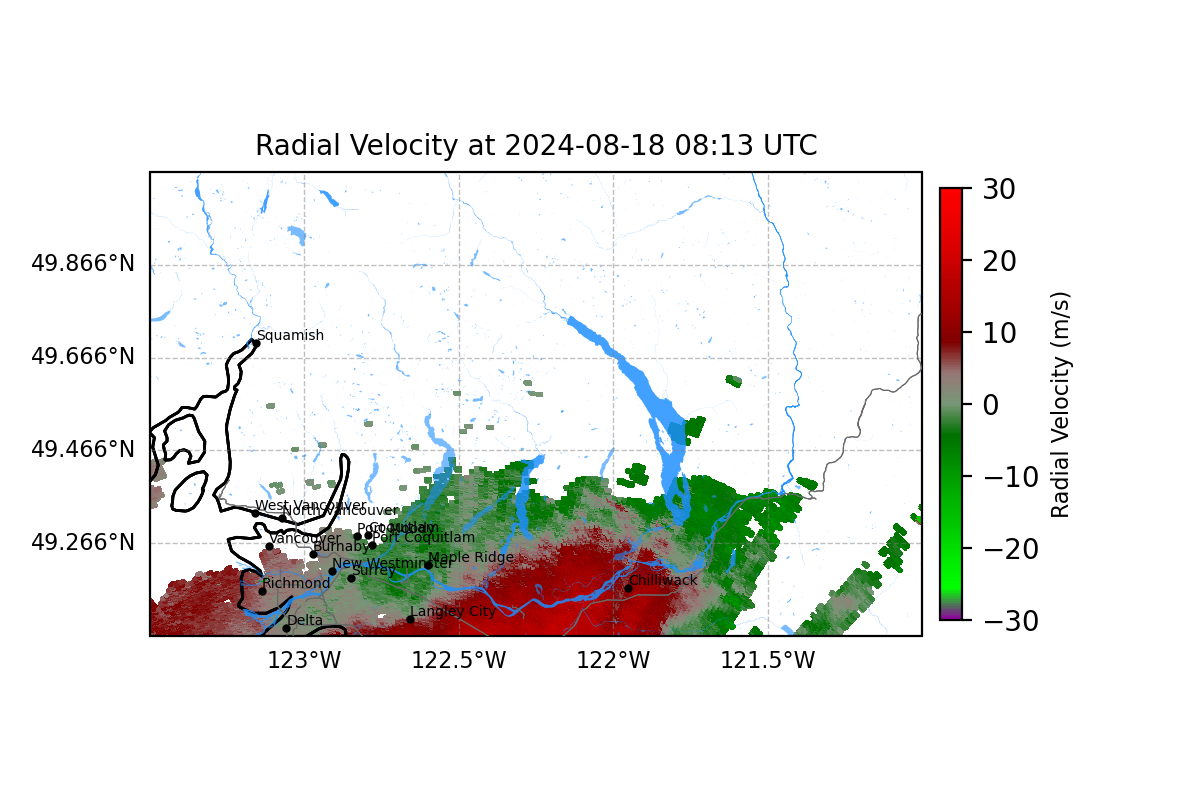 Radial Velocity at 2024-08-18 08:13 UTC
30
20
10
0
−10
−20
−30
Radial Velocity (m/s)
49.866°N
49.666°N
49.466°N
49.266°N
Squamish
West Vancouver
North Vancouver
Port Moody
Coquitlam
Port Coquitlam
Vancouver
Burnaby
New Westminster
Maple Ridge
Surrey
Richmond
Chilliwack
Langley City
Delta
123°W
122.5°W
122°W
121.5°W